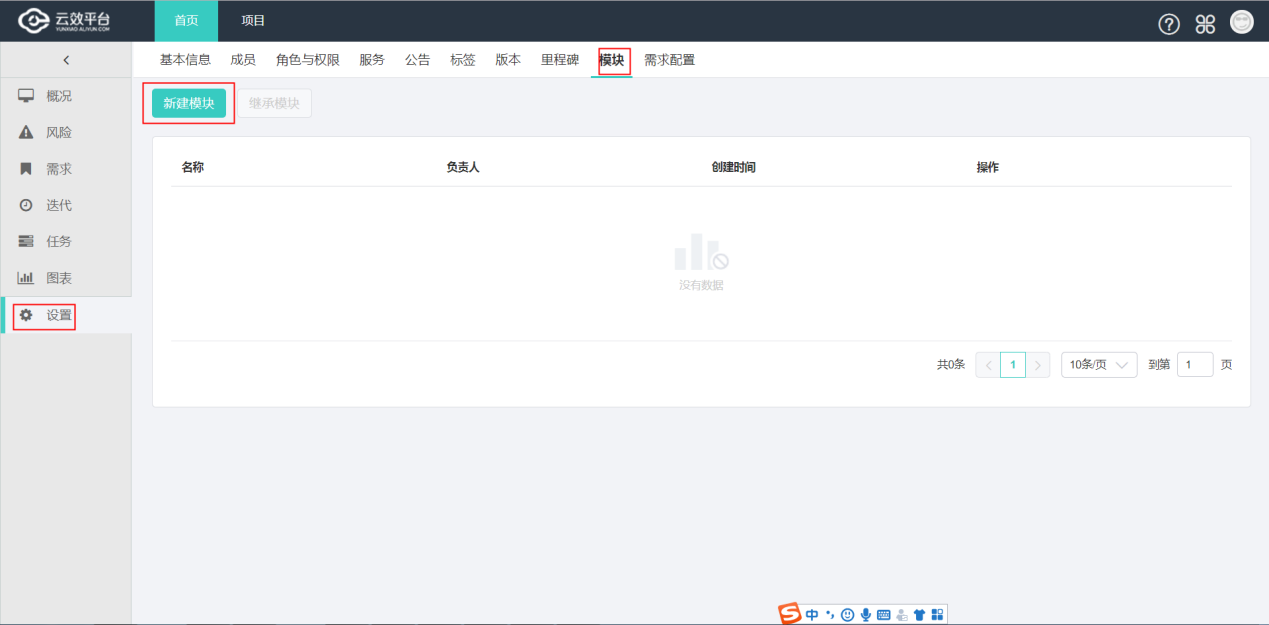 云效平台
YUNXIAO.ALIYUN.COM
首页
项目
基本信息
成员
角色与权限
服务
公告
标签
版本
里程碑
模块
需求配置
概况
风险
需求
迭代
任务
图表
设置
新建模块
继承模块
名称
负责人
创建时间
操作
没有数据
共0条
1
10条/页
到第
1
页
S
中